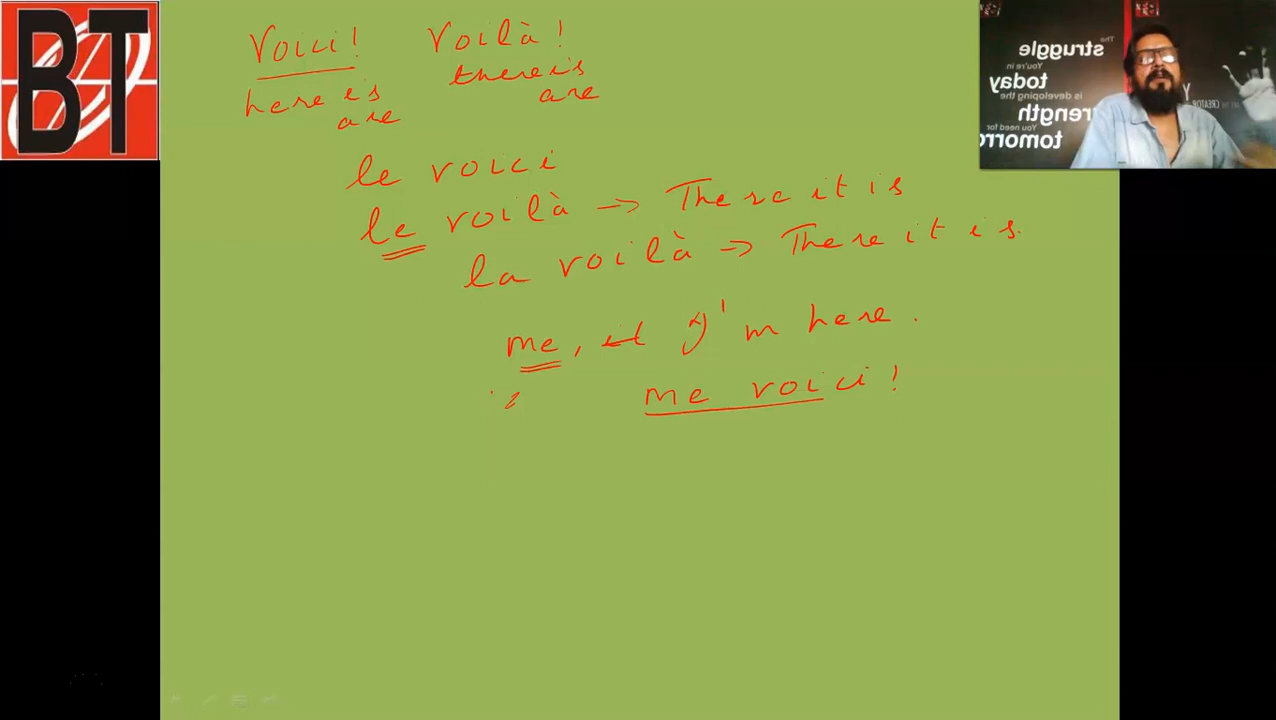 BT
Voici! Voilà!
here is there is
are are
le voici
le voilà → There it is
la voilà → There it is.
me, I'm here.
me voici!
The
struggle
You're in
today
is developing the
strength
You need for
tomorro